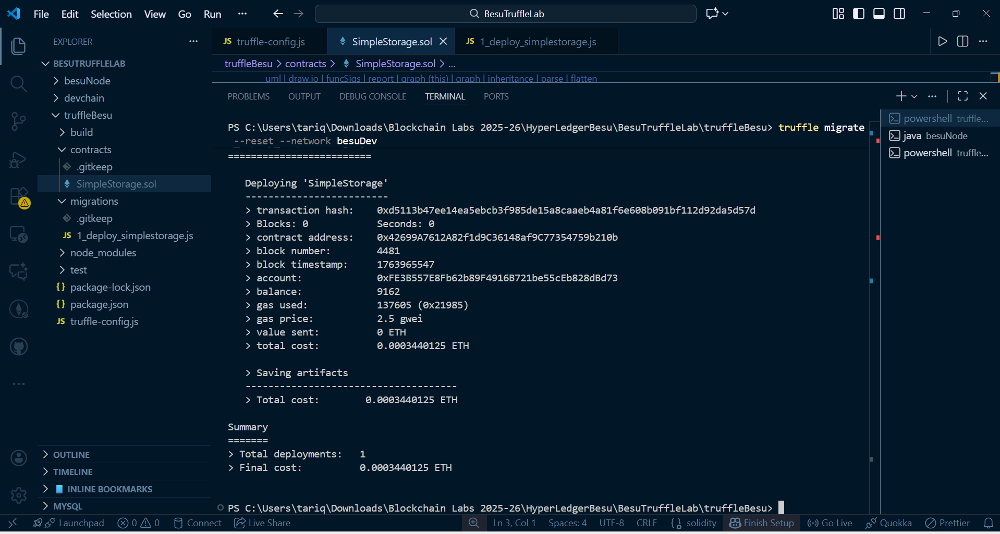 File Edit Selection View Go Run ... BesuTruffleLab
EXPLORER ...
BESUTRUFFLELAB
besuNode
devchain
truffleBesu
build
contracts
.gitkeep
SimpleStorage.sol
migrations
.gitkeep
JS 1_deploy_simplestorage.js
node_modules
test
{} package-lock.json
{} package.json
JS truffle-config.js
OUTLINE
TIMELINE
INLINE BOOKMARKS
MYSQL
JS truffle-config.js SimpleStorage.sol JS 1_deploy_simplestorage.js
truffleBesu > contracts > SimpleStorage.sol > ...
uml | draw.io | funcSigs | report | graph (this) | graph | inheritance | parse | flatten
PROBLEMS OUTPUT DEBUG CONSOLE TERMINAL PORTS
PS C:\Users\tariq\Downloads\Blockchain Labs 2025-26\HyperLedgerBesu\BesuTruffleLab\truffleBesu> truffle migrate
--reset --network besuDev
=========================
Deploying 'SimpleStorage'
-------------------------
> transaction hash: 0xd5113b47ee14ea5ebcb3f985de15a8caaeb4a81f6e608b091bf112d92da5d57d
> Blocks: 0 Seconds: 0
> contract address: 0x42699A7612A82f1d9C36148af9C77354759b210b
> block number: 4481
> block timestamp: 1763965547
> account: 0xFE3B557E8Fb62b89F4916B721be55cEb828dBd73
> balance: 9162
> gas used: 137605 (0x21985)
> gas price: 2.5 gwei
> value sent: 0 ETH
> total cost: 0.0003440125 ETH
> Saving artifacts
-------------------------------------
> Total cost: 0.0003440125 ETH
Summary
=======
> Total deployments: 1
> Final cost: 0.0003440125 ETH
PS C:\Users\tariq\Downloads\Blockchain Labs 2025-26\HyperLedgerBesu\BesuTruffleLab\truffleBesu>
powershell truffle...
java besuNode
powershell truffle...
Launchpad 0 0 Connect Live Share Ln 3, Col 1 Spaces: 4 UTF-8 CRLF {} solidity Finish Setup Go Live Quokka Prettier